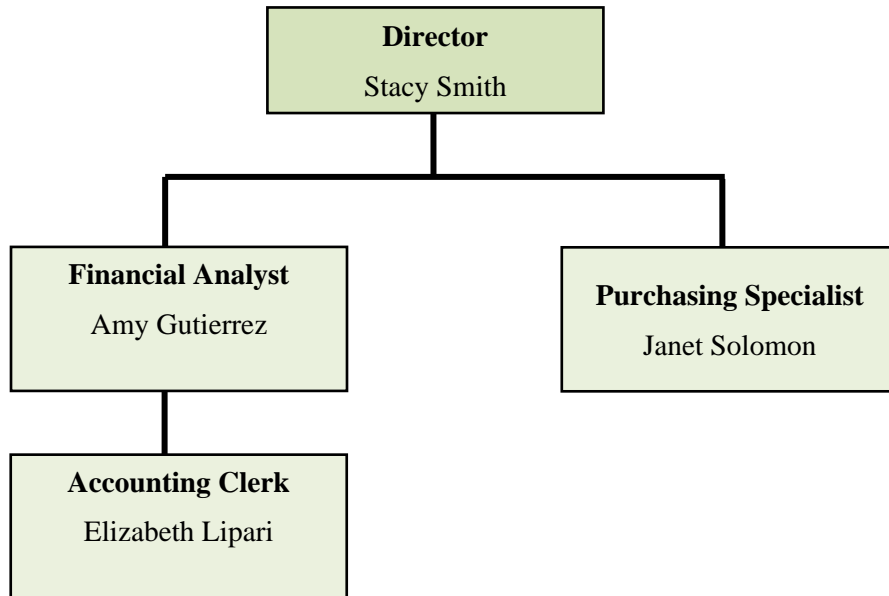 Director
Stacy Smith
Financial Analyst
Amy Gutierrez
Purchasing Specialist
Janet Solomon
Accounting Clerk
Elizabeth Lipari